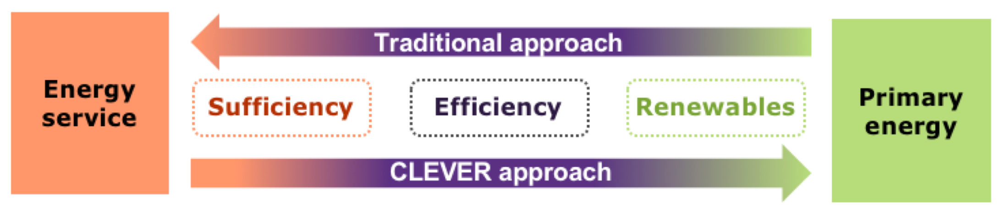 Traditional approach
Energy
service
Sufficiency
Efficiency
Renewables
Primary
energy
CLEVER approach